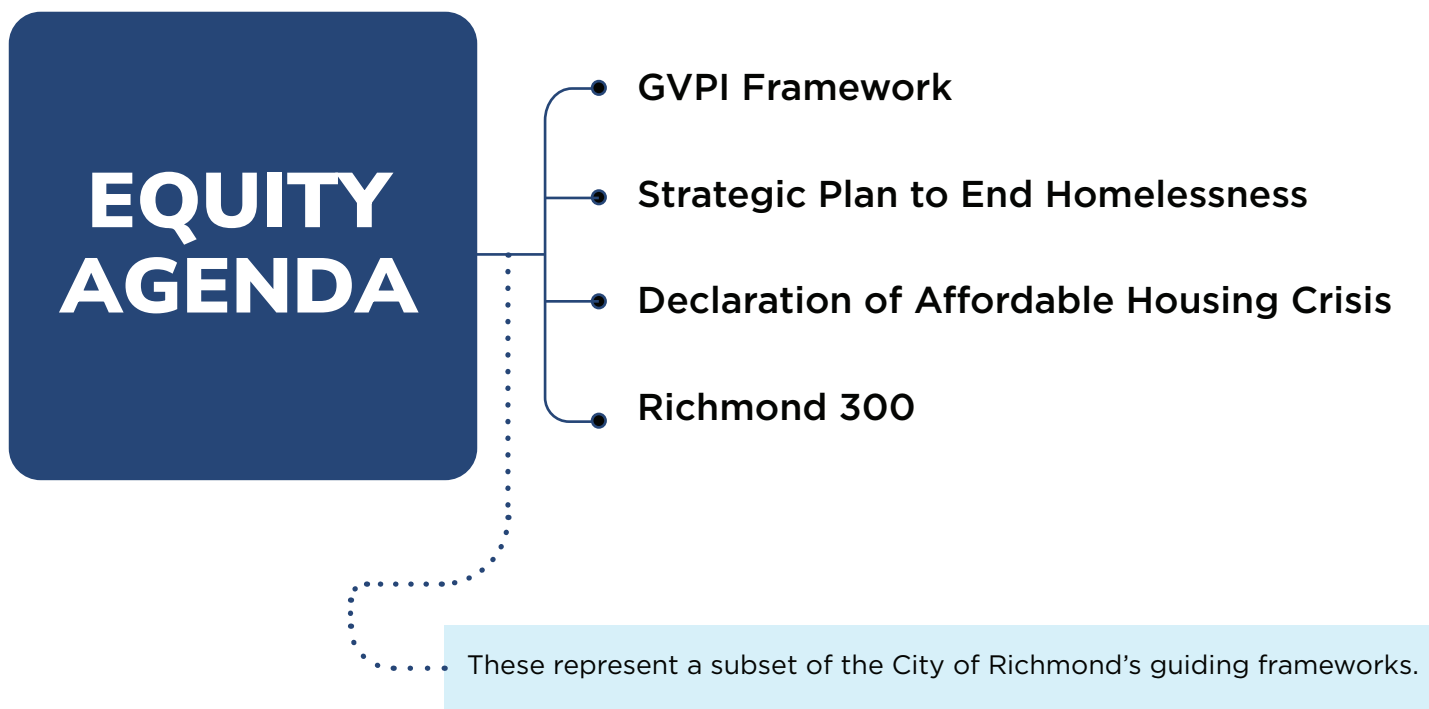 EQUITY
AGENDA
GVPI Framework
Strategic Plan to End Homelessness
Declaration of Affordable Housing Crisis
Richmond 300
These represent a subset of the City of Richmond’s guiding frameworks.